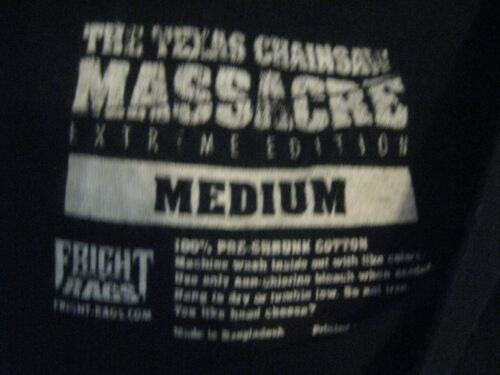 THE TEXAS CHAINSAW
MASSACRE
EXTREME EDITION
MEDIUM
FRIGHT
RAGS
FRIGHT-RAGS.COM
100% PRE-SHRUNK COTTON
Machine wash inside out with like colors.
Use only non-chlorine bleach when needed.
Hang to dry or tumble low. Do not iron.
You like head cheese?
Made in Bangladesh Printed